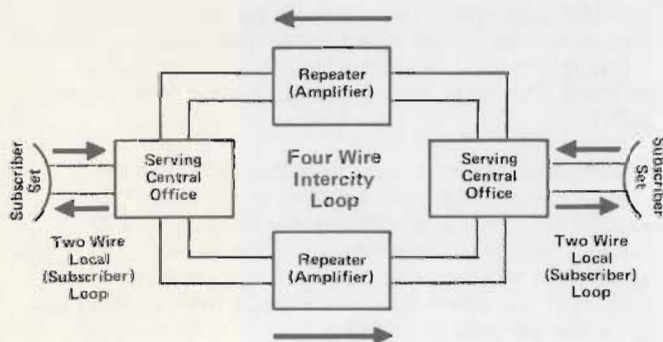 Repeater
(Amplifier)
Subscriber
Set
Serving
Central
Office
Four Wire
Intercity
Loop
Serving
Central
Office
Subscriber
Set
Two Wire
Local
(Subscriber)
Loop
Repeater
(Amplifier)
Two Wire
Local
(Subscriber)
Loop